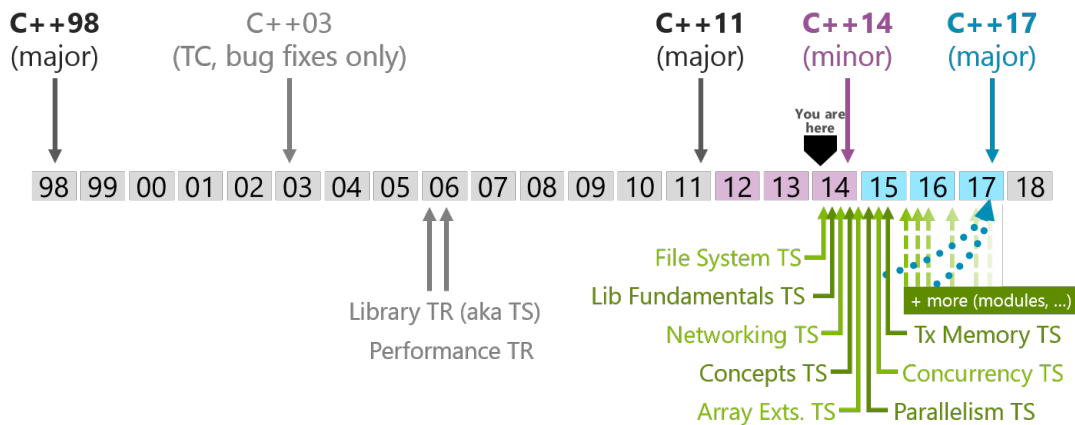 C++98
(major)
C++03
(TC, bug fixes only)
C++11
(major)
C++14
(minor)
C++17
(major)
You are
here
98 99 00 01 02 03 04 05 06 07 08 09 10 11 12 13 14 15 16 17 18
File System TS
Lib Fundamentals TS
+ more (modules, ...)
Library TR (aka TS)
Networking TS
Tx Memory TS
Performance TR
Concepts TS
Concurrency TS
Array Exts. TS
Parallelism TS